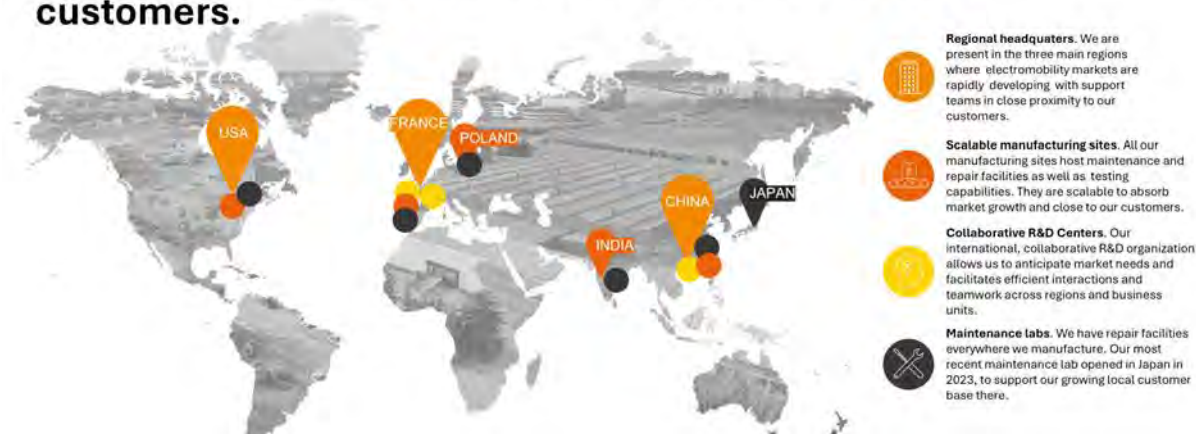 customers.
USA
FRANCE
POLAND
CHINA
JAPAN
INDIA
Regional headquaters. We are
present in the three main regions
where electromobility markets are
rapidly developing with support
teams in close proximity to our
customers.
Scalable manufacturing sites. All our
manufacturing sites host maintenance and
repair facilities as well as testing
capabilities. They are scalable to absorb
market growth and close to our customers.
Collaborative R&D Centers. Our
international, collaborative R&D organization
allows us to anticipate market needs and
facilitates efficient interactions and
teamwork across regions and business
units.
Maintenance labs. We have repair facilities
everywhere we manufacture. Our most
recent maintenance lab opened in Japan in
2023, to support our growing local customer
base there.